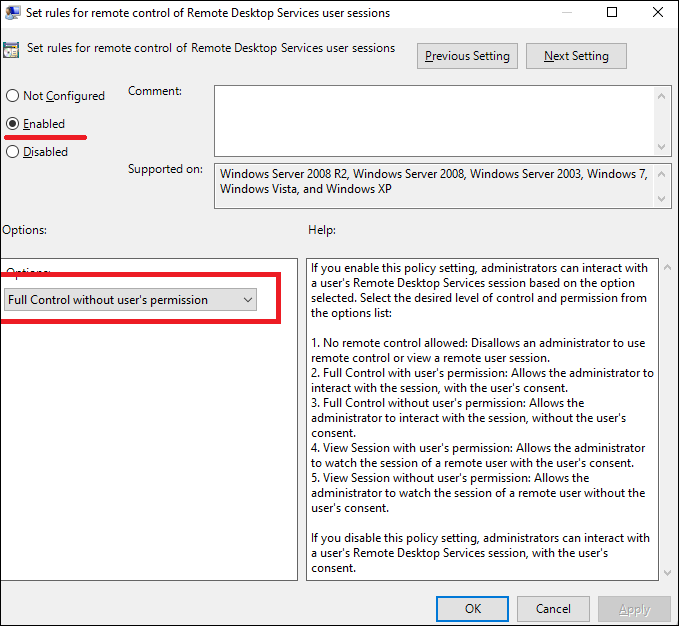 Set rules for remote control of Remote Desktop Services user sessions
Set rules for remote control of Remote Desktop Services user sessions
Previous Setting
Next Setting
Not Configured
Comment:
Enabled
Disabled
Supported on:
Windows Server 2008 R2, Windows Server 2008, Windows Server 2003, Windows 7,
Windows Vista, and Windows XP
Options:
Help:
Options:
Full Control without user's permission
If you enable this policy setting, administrators can interact with
a user's Remote Desktop Services session based on the option
selected. Select the desired level of control and permission from
the options list:
1. No remote control allowed: Disallows an administrator to use
remote control or view a remote user session.
2. Full Control with user's permission: Allows the administrator to
interact with the session, with the user's consent.
3. Full Control without user's permission: Allows the
administrator to interact with the session, without the user's
consent.
4. View Session with user's permission: Allows the administrator
to watch the session of a remote user with the user's consent.
5. View Session without user's permission: Allows the
administrator to watch the session of a remote user without the
user's consent.
If you disable this policy setting, administrators can interact with
a user's Remote Desktop Services session, with the user's
consent.
OK
Cancel
Apply